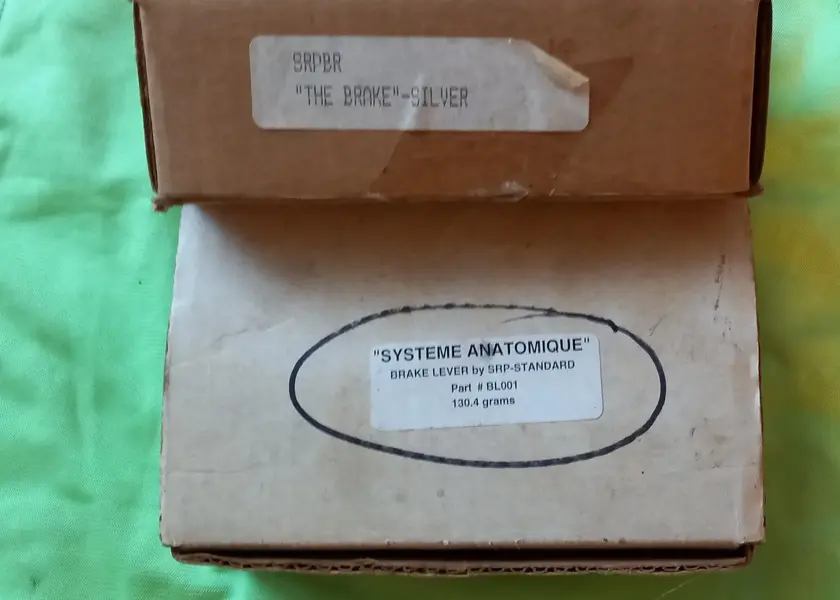 SRPBR
"THE BRAKE"-SILVER
"SYSTEME ANATOMIQUE"
BRAKE LEVER by SRP-STANDARD
Part # BL001
130.4 grams